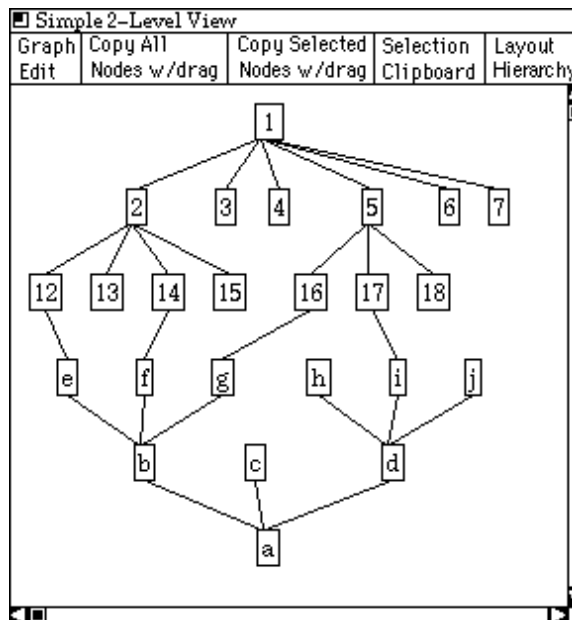 Simple 2-Level View
Graph Edit Copy All Nodes w/drag Copy Selected Nodes w/drag Selection Clipboard Layout Hierarchy
1
2 3 4 5 6 7
12 13 14 15 16 17 18
e f g h i j
b c d
a